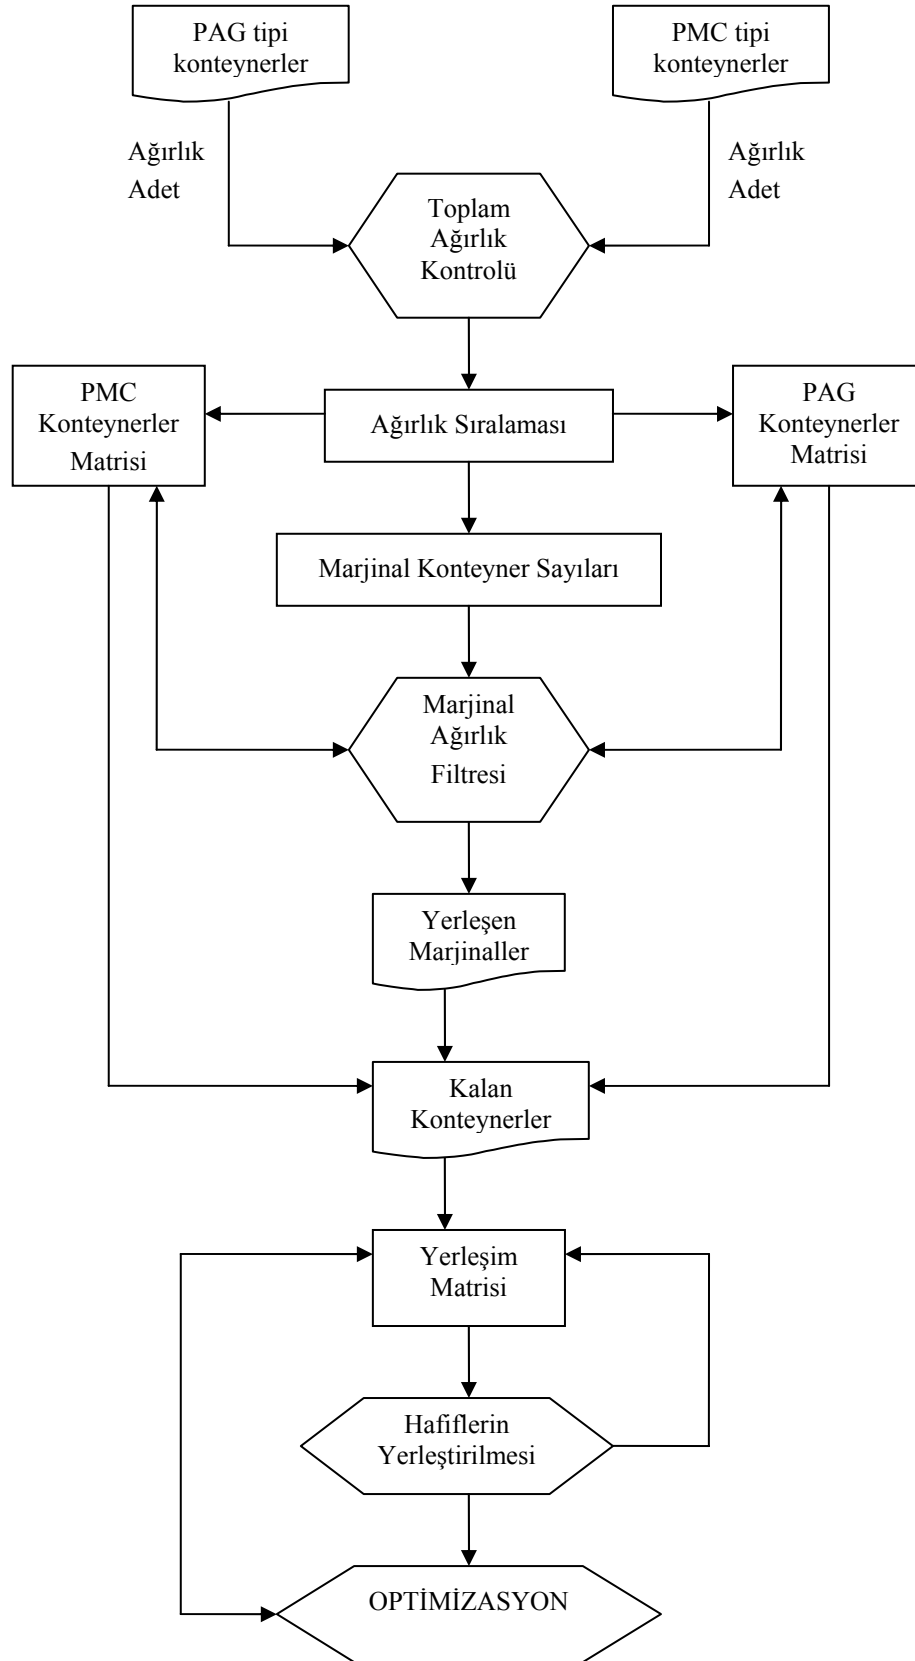 PAG tipi
konteynerler
PMC tipi
konteynerler
Ağırlık
Adet
Ağırlık
Adet
Toplam
Ağırlık
Kontrolü
PMC
Konteynerler
Matrisi
Ağırlık Sıralaması
PAG
Konteynerler
Matrisi
Marjinal Konteyner Sayıları
Marjinal
Ağırlık
Filtresi
Yerleşen
Marjinaller
Kalan
Konteynerler
Yerleşim
Matrisi
Hafiflerin
Yerleştirilmesi
OPTİMİZASYON